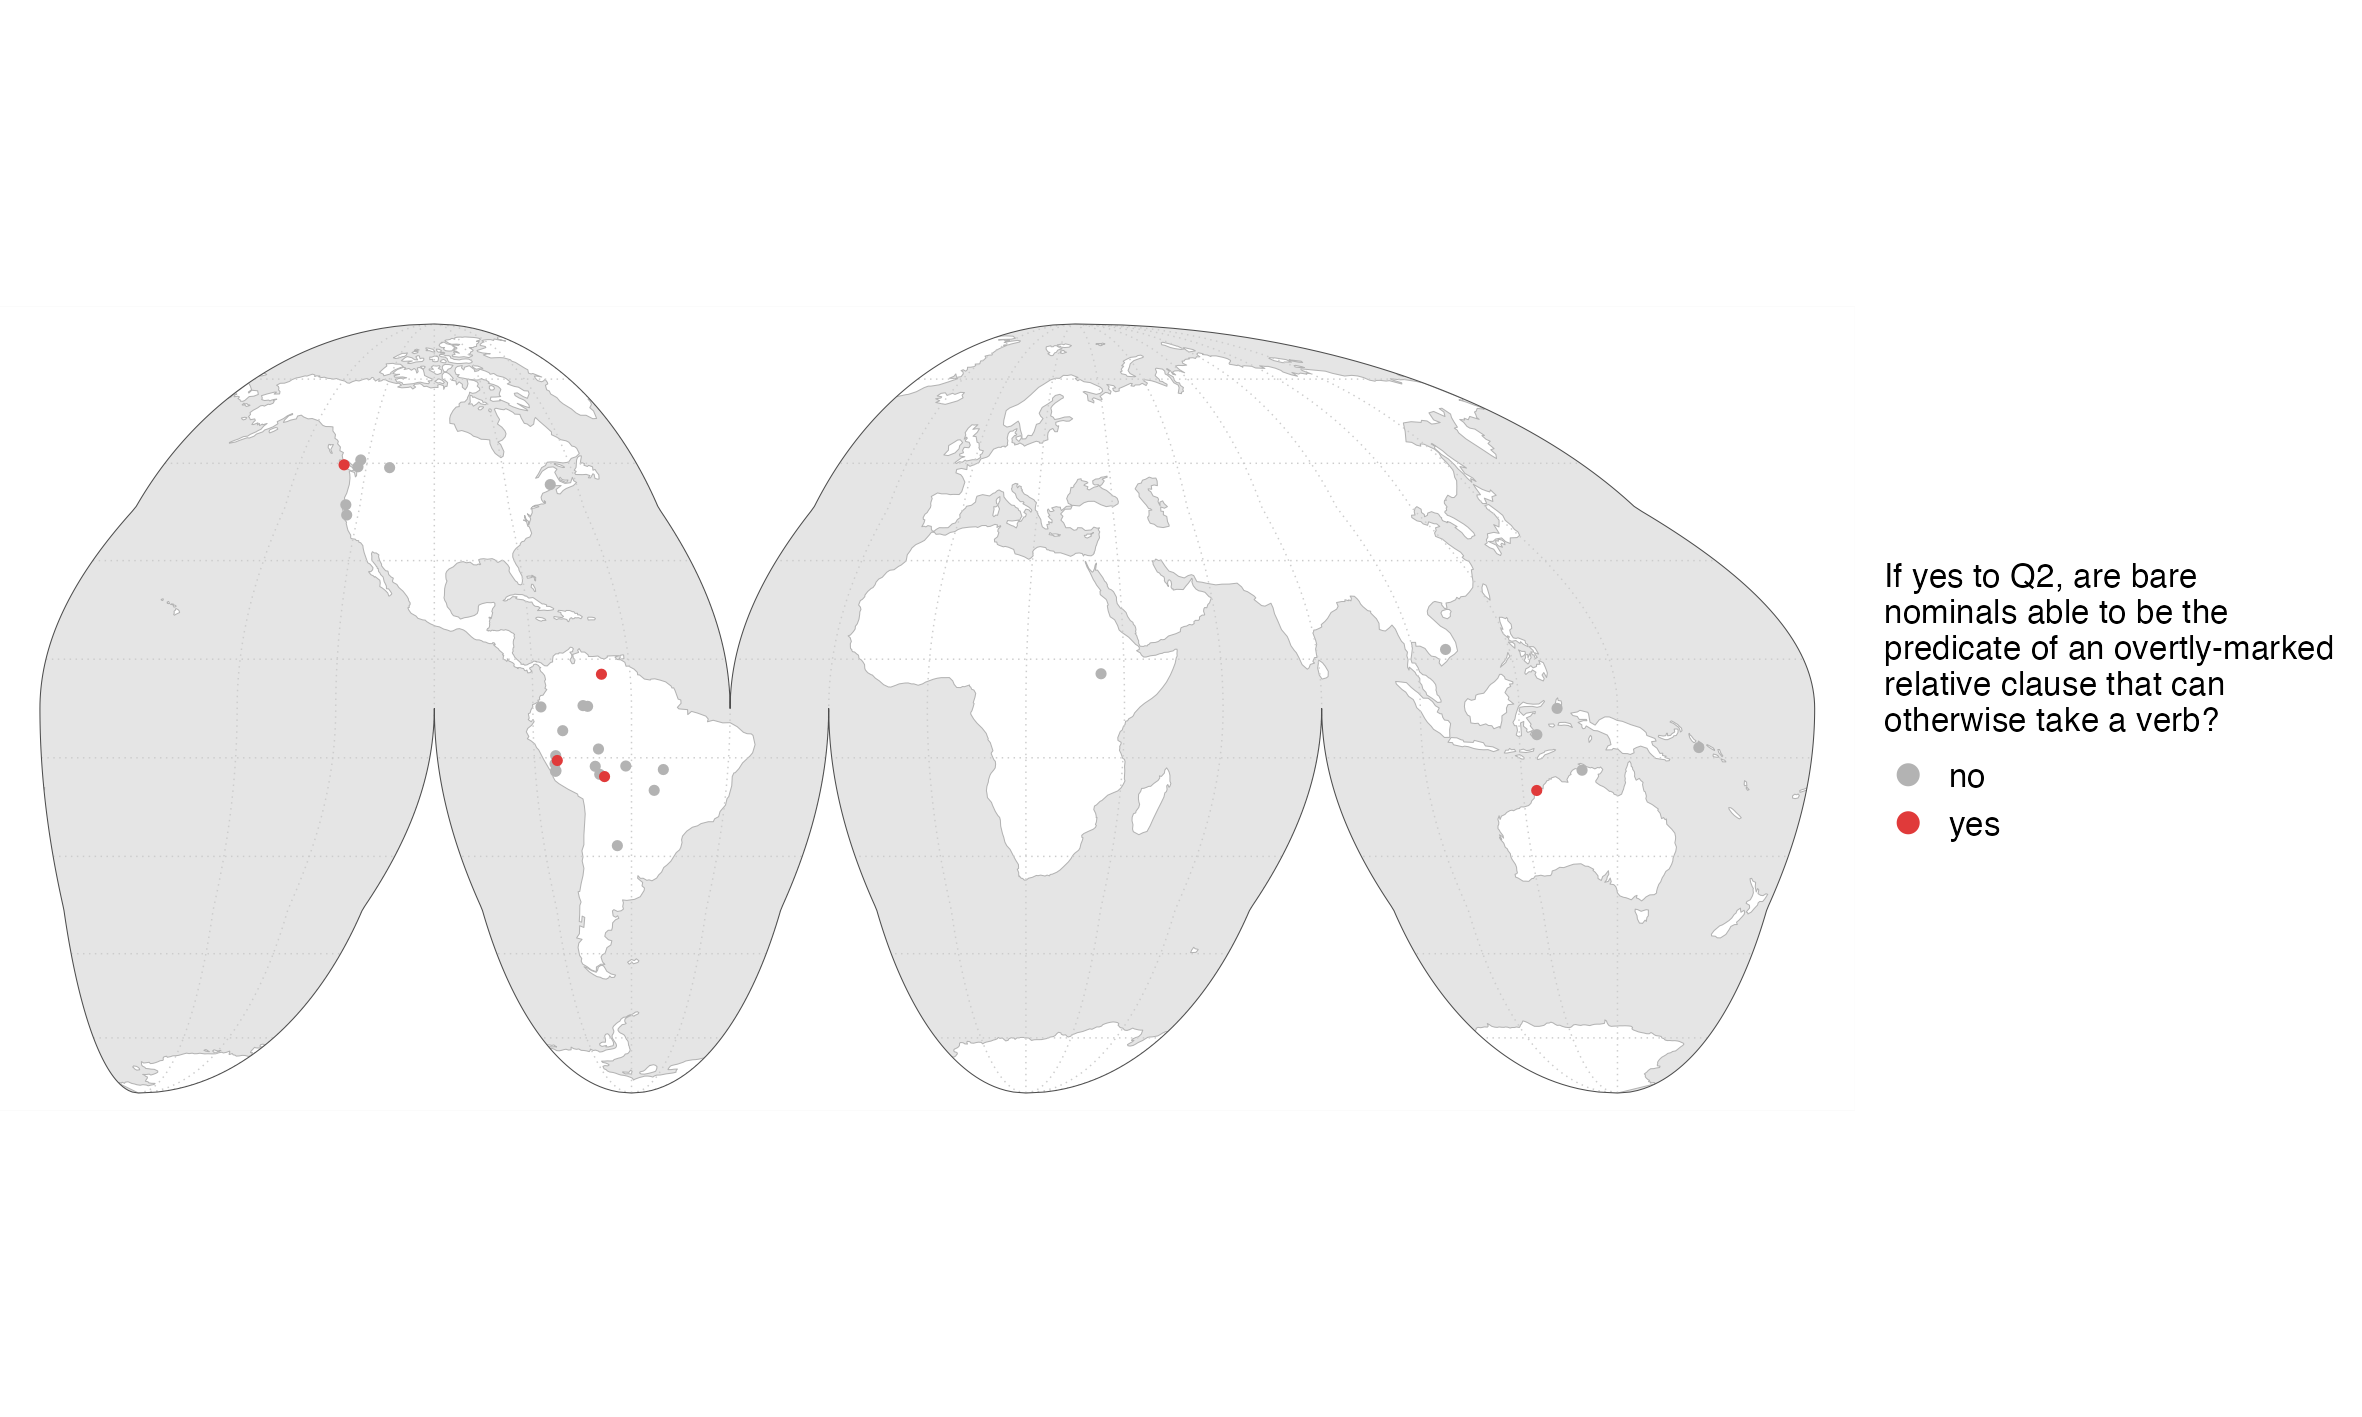 If yes to Q2, are bare
nominals able to be the
predicate of an overtly-marked
relative clause that can
otherwise take a verb?
no
yes